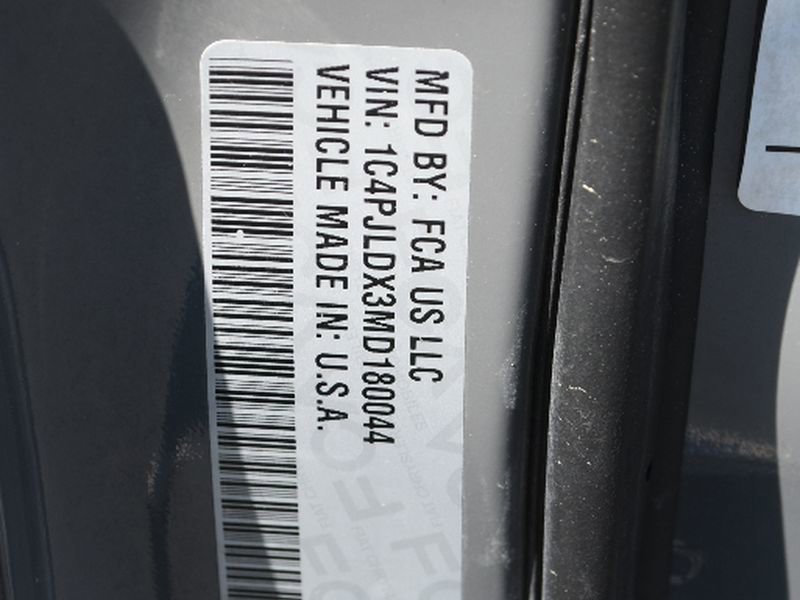 MFD BY: FCA US LLC
VIN: 1C4PJLDX3MD180044
VEHICLE MADE IN: U.S.A.